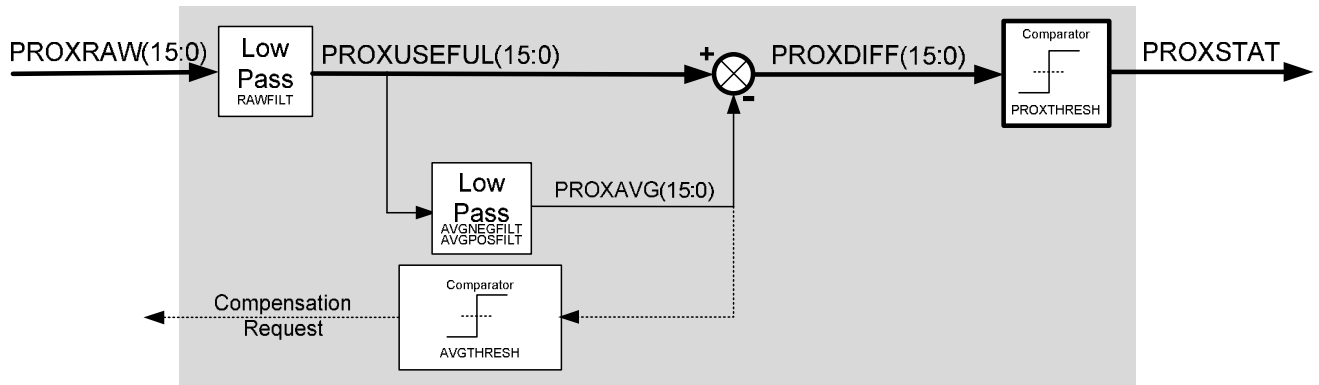 PROXRAW(15:0)
Low
Pass
RAWFILT
PROXUSEFUL(15:0)
+
-
PROXDIFF(15:0)
Comparator
PROXTHRESH
PROXSTAT
Low
Pass
AVGNEGFILT
AVGPOSFILT
PROXAVG(15:0)
Comparator
AVGTHRESH
Compensation
Request